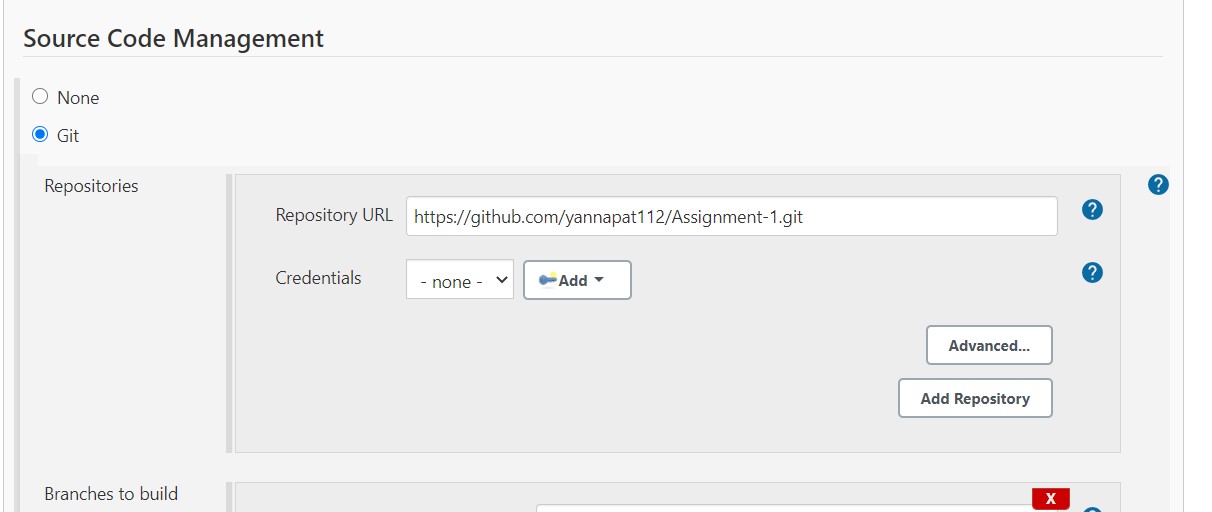 Source Code Management
None
Git
Repositories
?
Repository URL https://github.com/yannapat112/Assignment-1.git ?
Credentials - none - Add ?
Advanced...
Add Repository
Branches to build
X